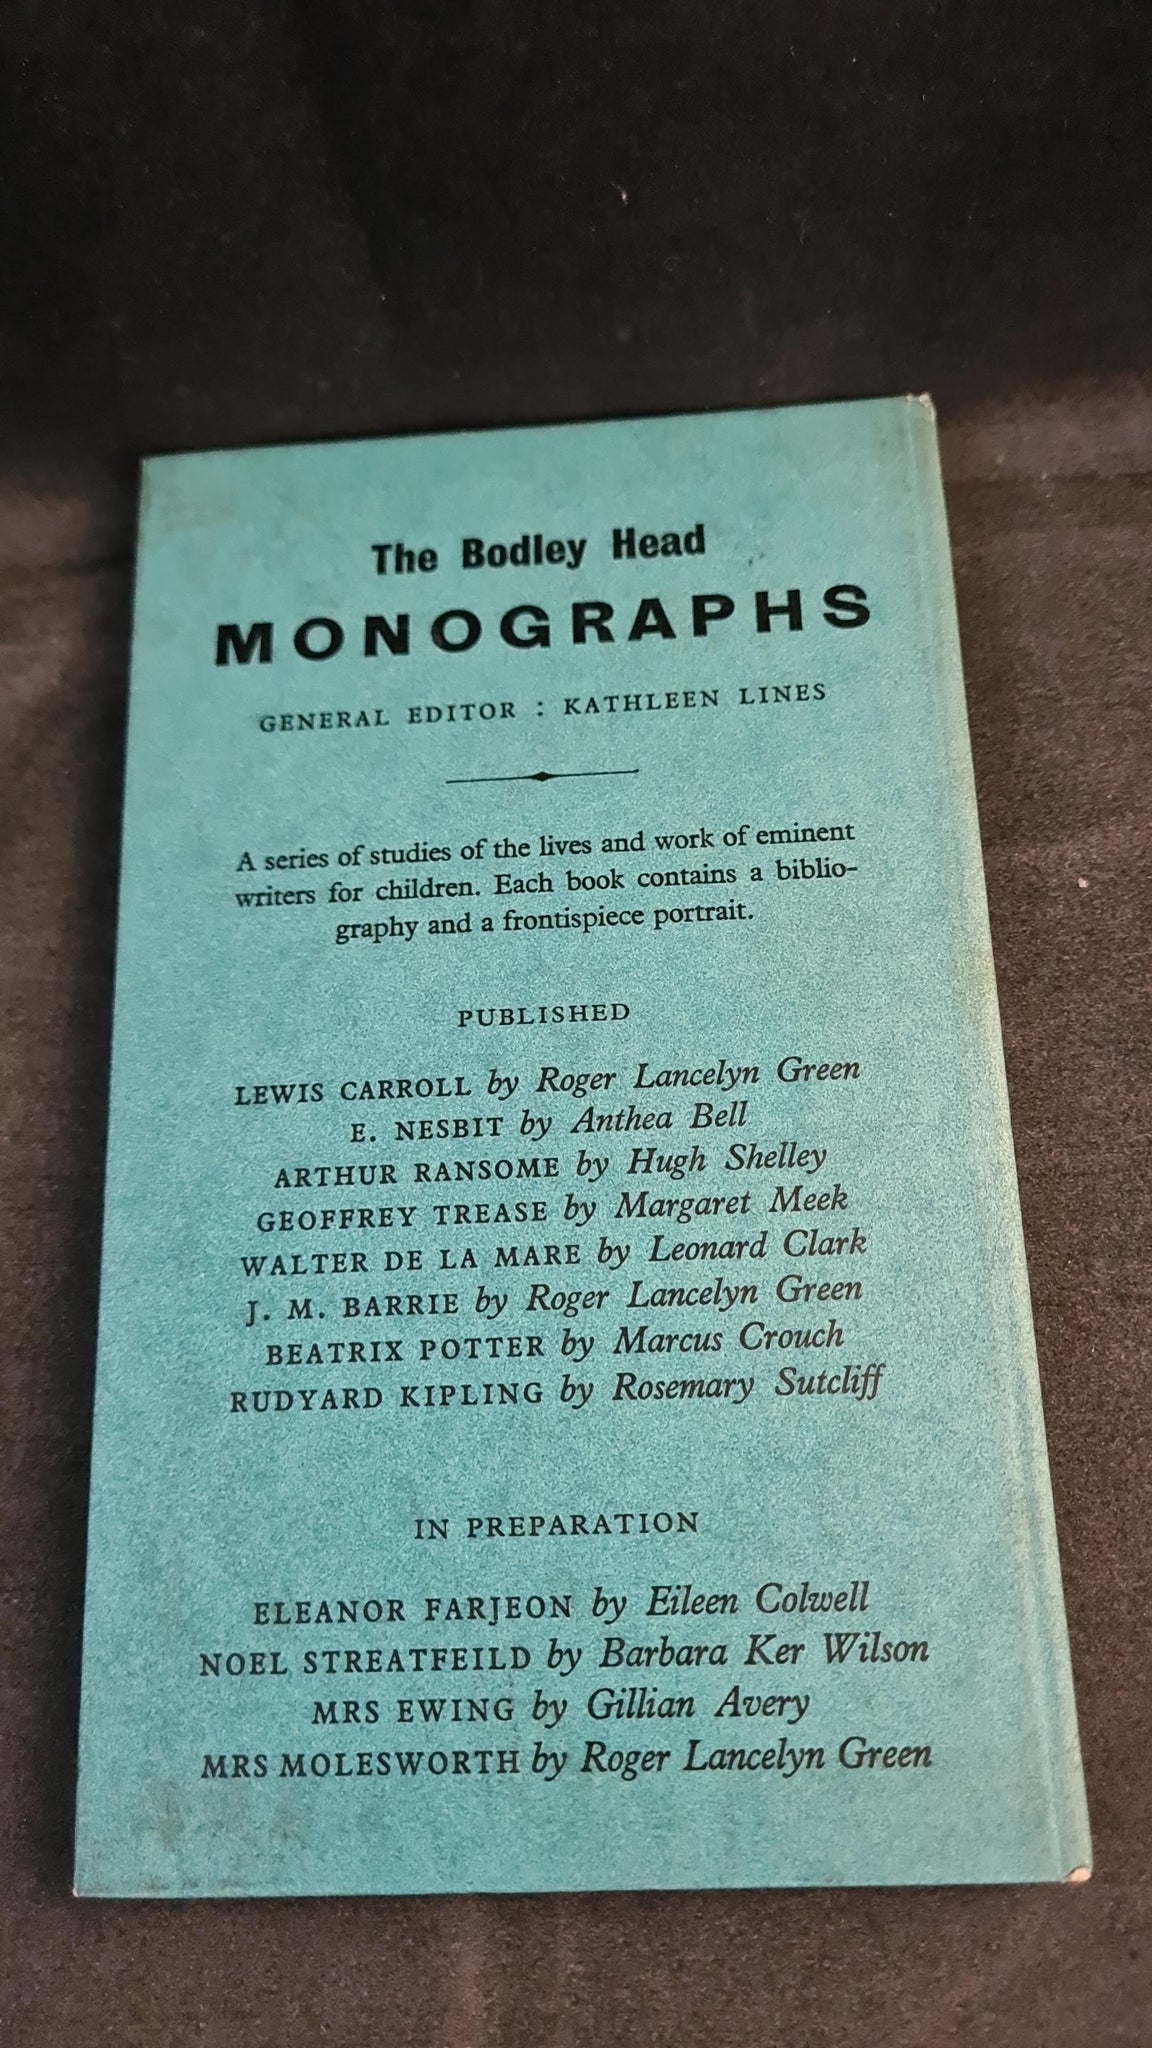 The Bodley Head
MONOGRAPHS
GENERAL EDITOR : KATHLEEN LINES
A series of studies of the lives and work of eminent
writers for children. Each book contains a biblio-
graphy and a frontispiece portrait.
PUBLISHED
LEWIS CARROLL by Roger Lancelyn Green
E. NESBIT by Anthea Bell
ARTHUR RANSOME by Hugh Shelley
GEOFFREY TREASE by Margaret Meek
WALTER DE LA MARE by Leonard Clark
J. M. BARRIE by Roger Lancelyn Green
BEATRIX POTTER by Marcus Crouch
RUDYARD KIPLING by Rosemary Sutcliff
IN PREPARATION
ELEANOR FARJEON by Eileen Colwell
NOEL STREATFEILD by Barbara Ker Wilson
MRS EWING by Gillian Avery
MRS MOLESWORTH by Roger Lancelyn Green